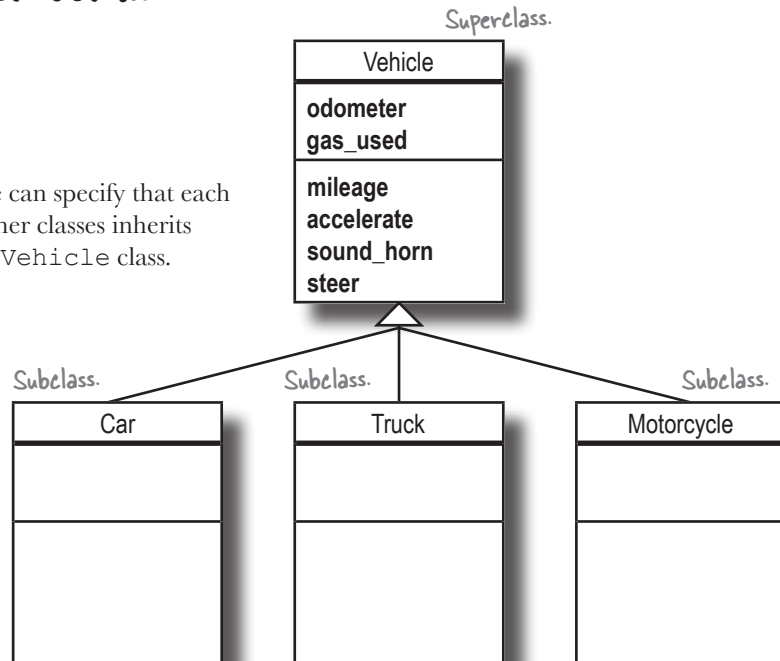 Superclass.
Vehicle
odometer
gas_used
mileage
accelerate
sound_horn
steer
can specify that each
classes inherits
Vehicle class.
Subclass.
Subclass.
Subclass.
Car
Truck
Motorcycle